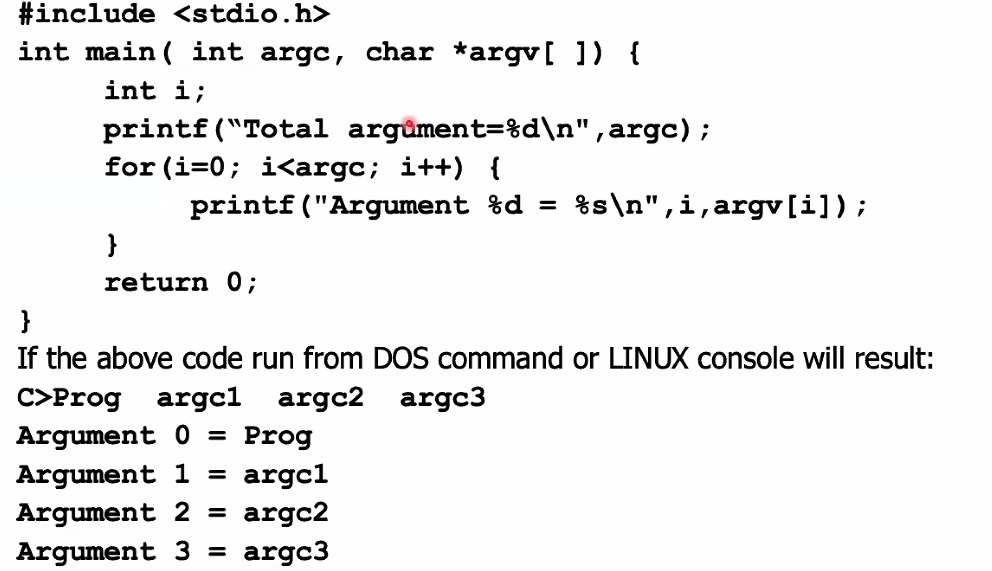 #include <stdio.h>
int main( int argc, char *argv[ ]) {
int i;
printf(‟Total argument=%d\n",argc);
for(i=0; i<argc; i++) {
printf("Argument %d = %s\n",i,argv[i]);
}
return 0;
}
If the above code run from DOS command or LINUX console will result:
C>Prog argc1 argc2 argc3
Argument 0 = Prog
Argument 1 = argc1
Argument 2 = argc2
Argument 3 = argc3